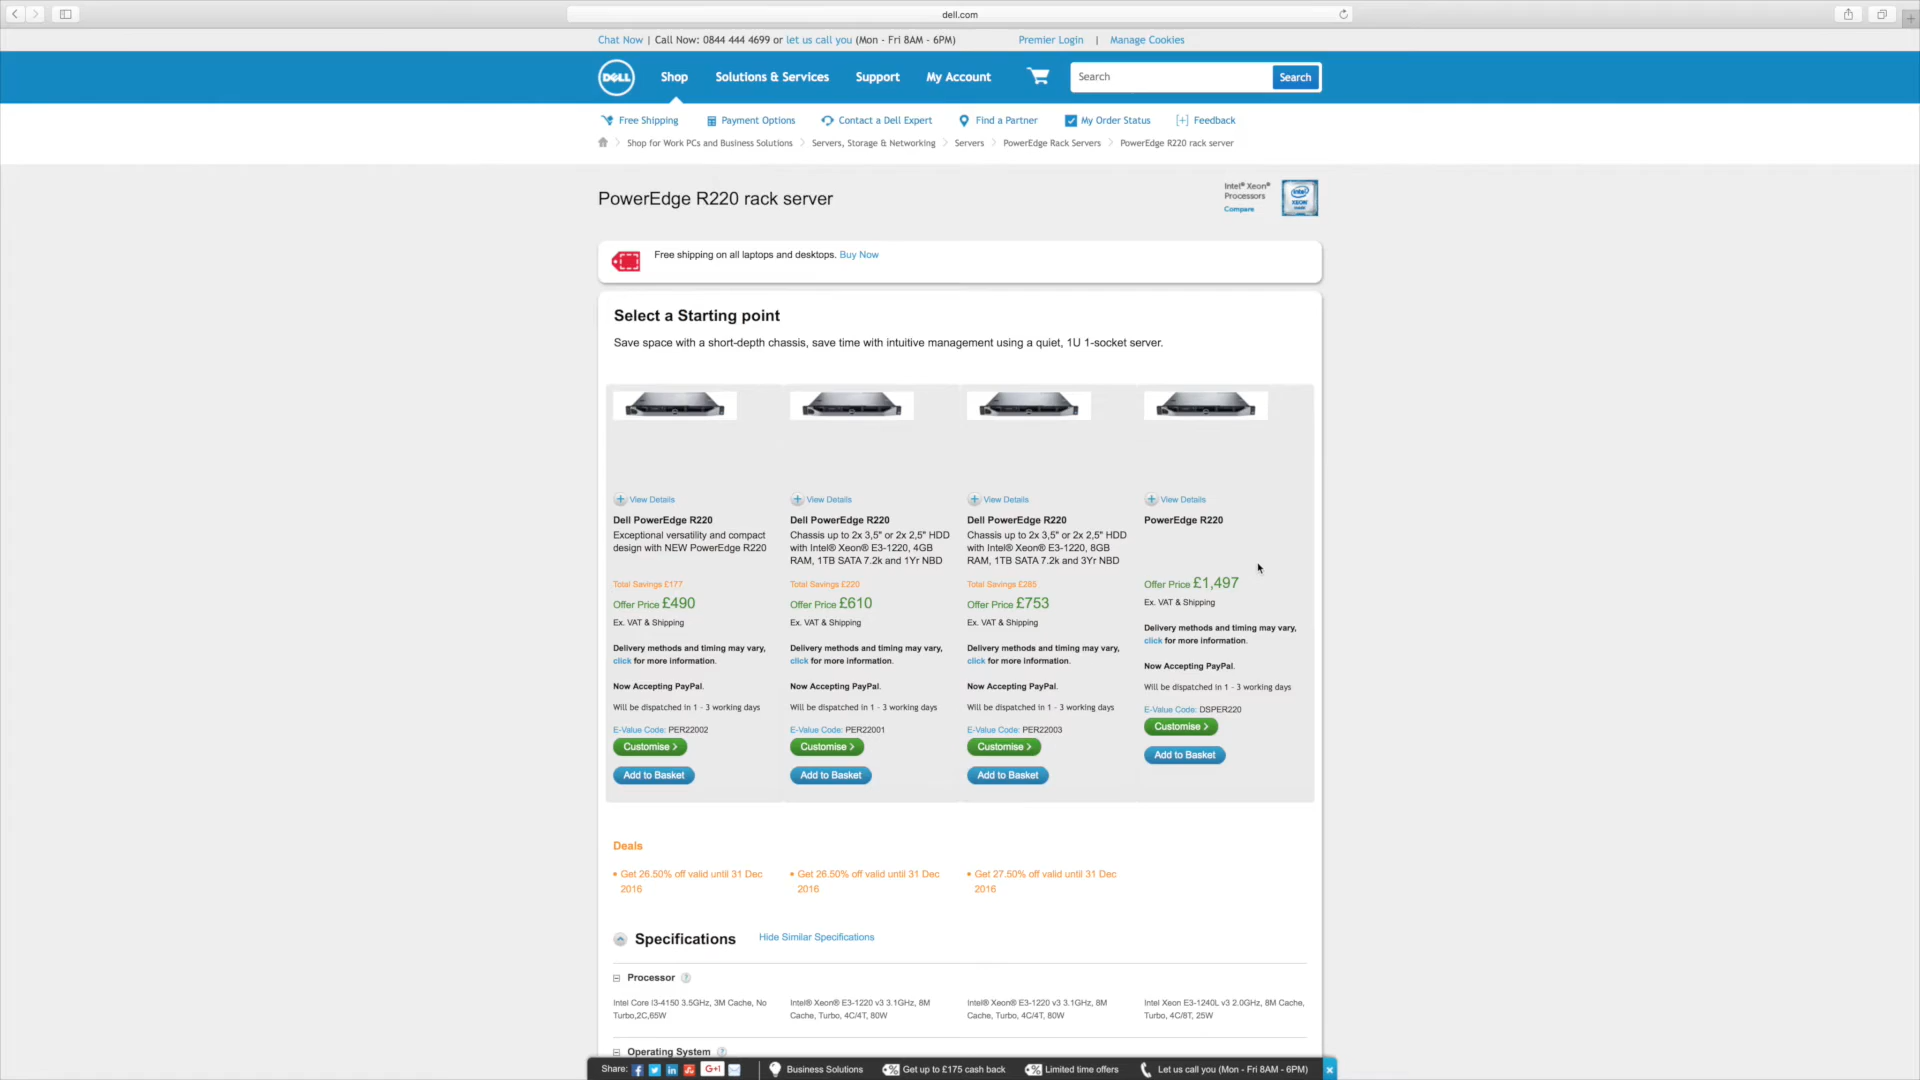 dell.com
Chat Now | Call Now: 0844 444 4699 or let us call you (Mon - Fri 8AM - 6PM) Premier Login | Manage Cookies
DELL Shop Solutions & Services Support My Account Search Search
Free Shipping Payment Options Contact a Dell Expert Find a Partner My Order Status [+] Feedback
Shop for Work PCs and Business Solutions Servers, Storage & Networking Servers PowerEdge Rack Servers PowerEdge R220 rack server
PowerEdge R220 rack server
Intel® Xeon®
Processors
Compare
intel
XEON
inside
Free shipping on all laptops and desktops. Buy Now
Select a Starting point
Save space with a short-depth chassis, save time with intuitive management using a quiet, 1U 1-socket server.
View Details
Dell PowerEdge R220
Exceptional versatility and compact
design with NEW PowerEdge R220
Total Savings £177
Offer Price £490
Ex. VAT & Shipping
Delivery methods and timing may vary,
click for more information.
Now Accepting PayPal.
Will be dispatched in 1 - 3 working days
E-Value Code: PER22002
Customise >
Add to Basket
View Details
Dell PowerEdge R220
Chassis up to 2x 3,5" or 2x 2,5" HDD
with Intel® Xeon® E3-1220, 4GB
RAM, 1TB SATA 7.2k and 1Yr NBD
Total Savings £220
Offer Price £610
Ex. VAT & Shipping
Delivery methods and timing may vary,
click for more information.
Now Accepting PayPal.
Will be dispatched in 1 - 3 working days
E-Value Code: PER22001
Customise >
Add to Basket
View Details
Dell PowerEdge R220
Chassis up to 2x 3,5" or 2x 2,5" HDD
with Intel® Xeon® E3-1220, 8GB
RAM, 1TB SATA 7.2k and 3Yr NBD
Total Savings £285
Offer Price £753
Ex. VAT & Shipping
Delivery methods and timing may vary,
click for more information.
Now Accepting PayPal.
Will be dispatched in 1 - 3 working days
E-Value Code: PER22003
Customise >
Add to Basket
View Details
PowerEdge R220
Offer Price £1,497
Ex. VAT & Shipping
Delivery methods and timing may vary,
click for more information.
Now Accepting PayPal.
Will be dispatched in 1 - 3 working days
E-Value Code: DSPER220
Customise >
Add to Basket
Deals
• Get 26.50% off valid until 31 Dec
2016
• Get 26.50% off valid until 31 Dec
2016
• Get 27.50% off valid until 31 Dec
2016
Specifications Hide Similar Specifications
Processor ?
Intel Core I3-4150 3.5GHz, 3M Cache, No
Turbo,2C,65W
Intel® Xeon® E3-1220 v3 3.1GHz, 8M
Cache, Turbo, 4C/4T, 80W
Intel® Xeon® E3-1220 v3 3.1GHz, 8M
Cache, Turbo, 4C/4T, 80W
Intel Xeon E3-1240L v3 2.0GHz, 8M Cache,
Turbo, 4C/8T, 25W
Operating System ?
Share: G+1 Business Solutions Get up to £175 cash back Limited time offers Let us call you (Mon - Fri 8AM - 6PM)